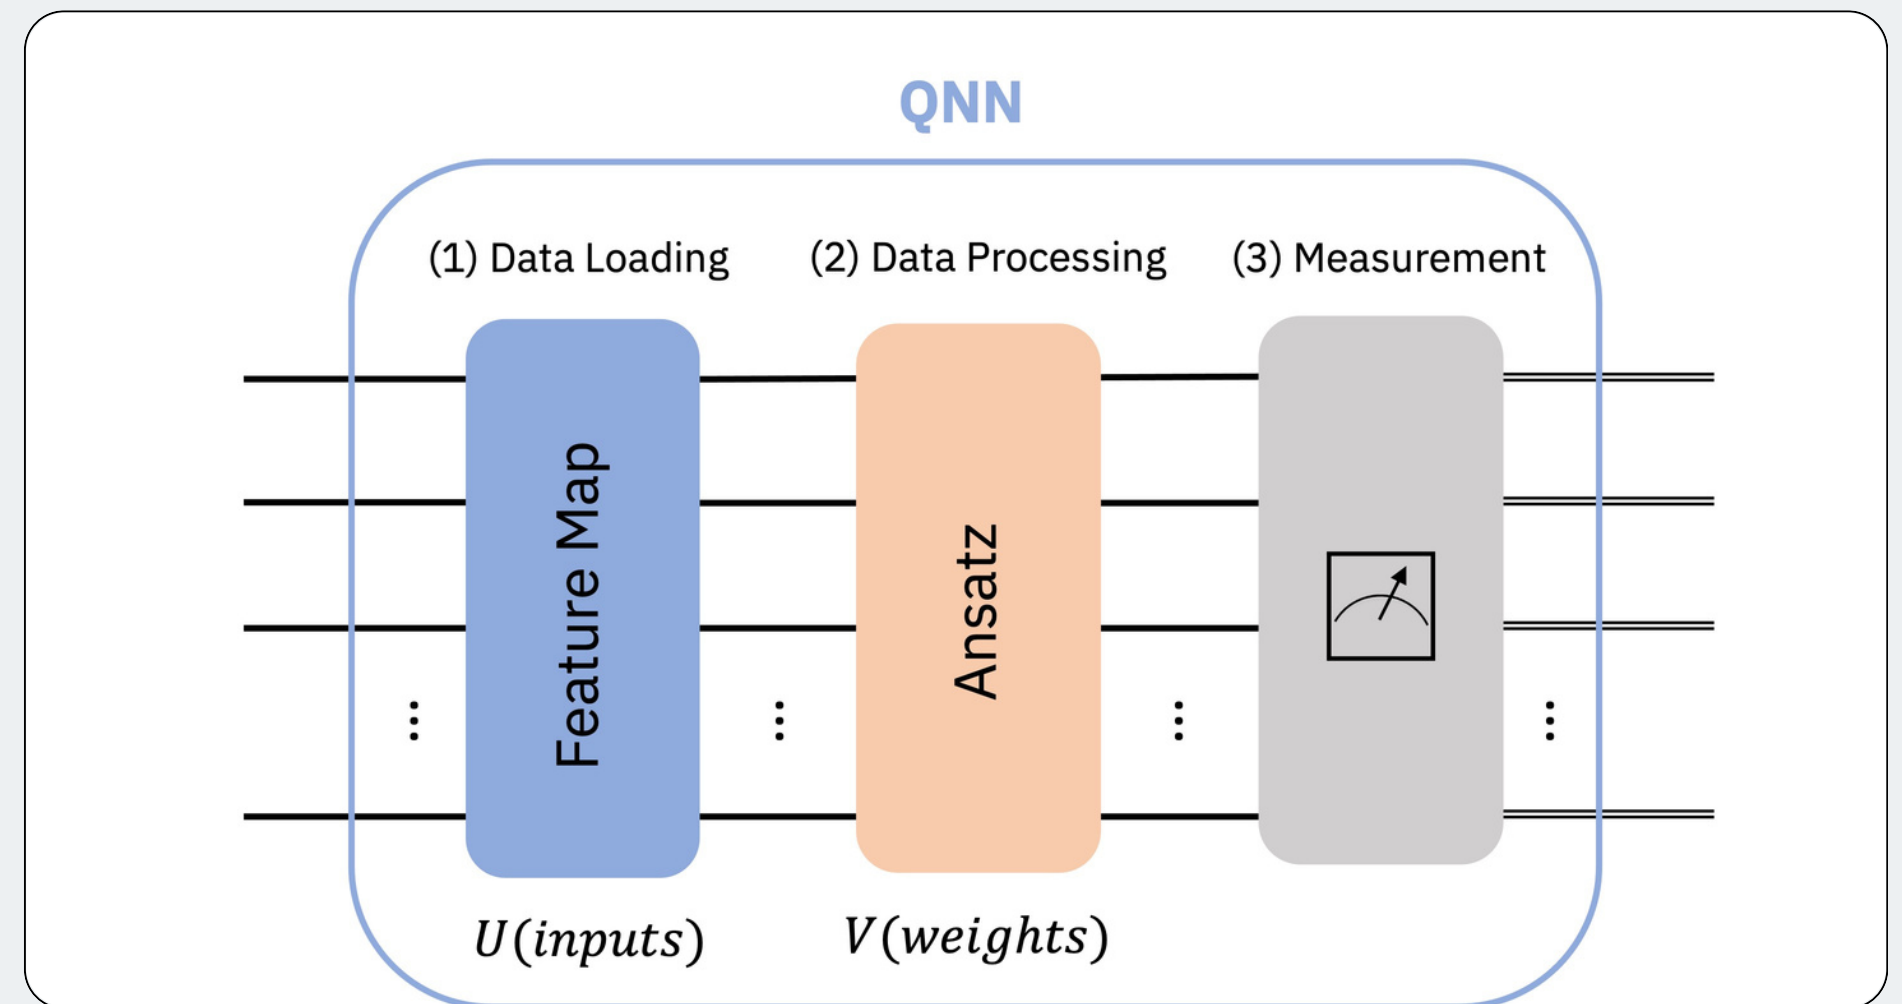 QNN
(1) Data Loading
(2) Data Processing
(3) Measurement
Feature Map
Ansatz
U(inputs)
V(weights)